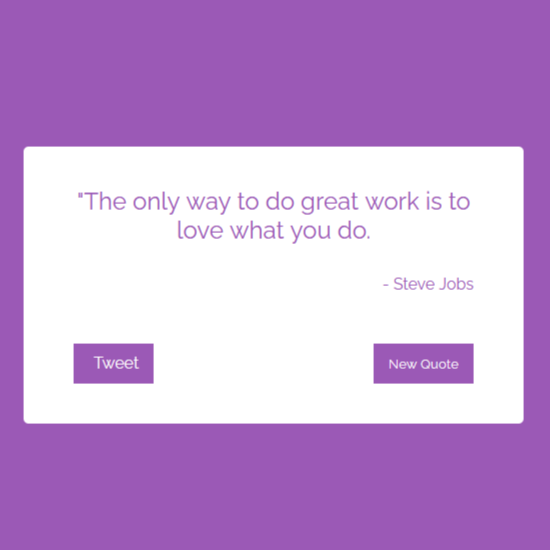 "The only way to do great work is to
love what you do.
- Steve Jobs
Tweet
New Quote